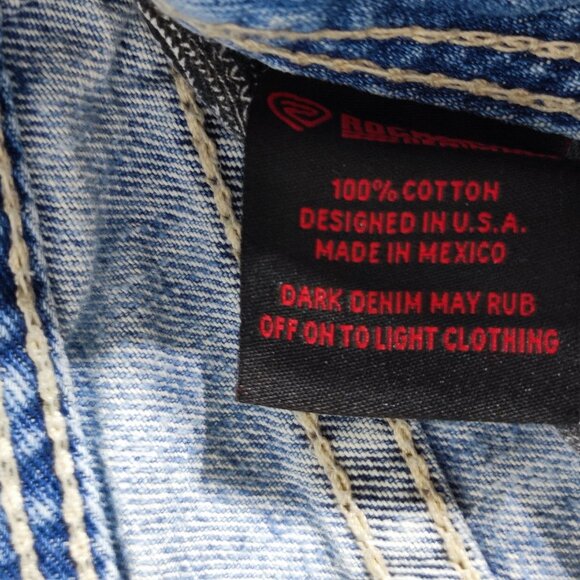 100% COTTON
DESIGNED IN U.S.A.
MADE IN MEXICO
DARK DENIM MAY RUB
OFF ON TO LIGHT CLOTHING